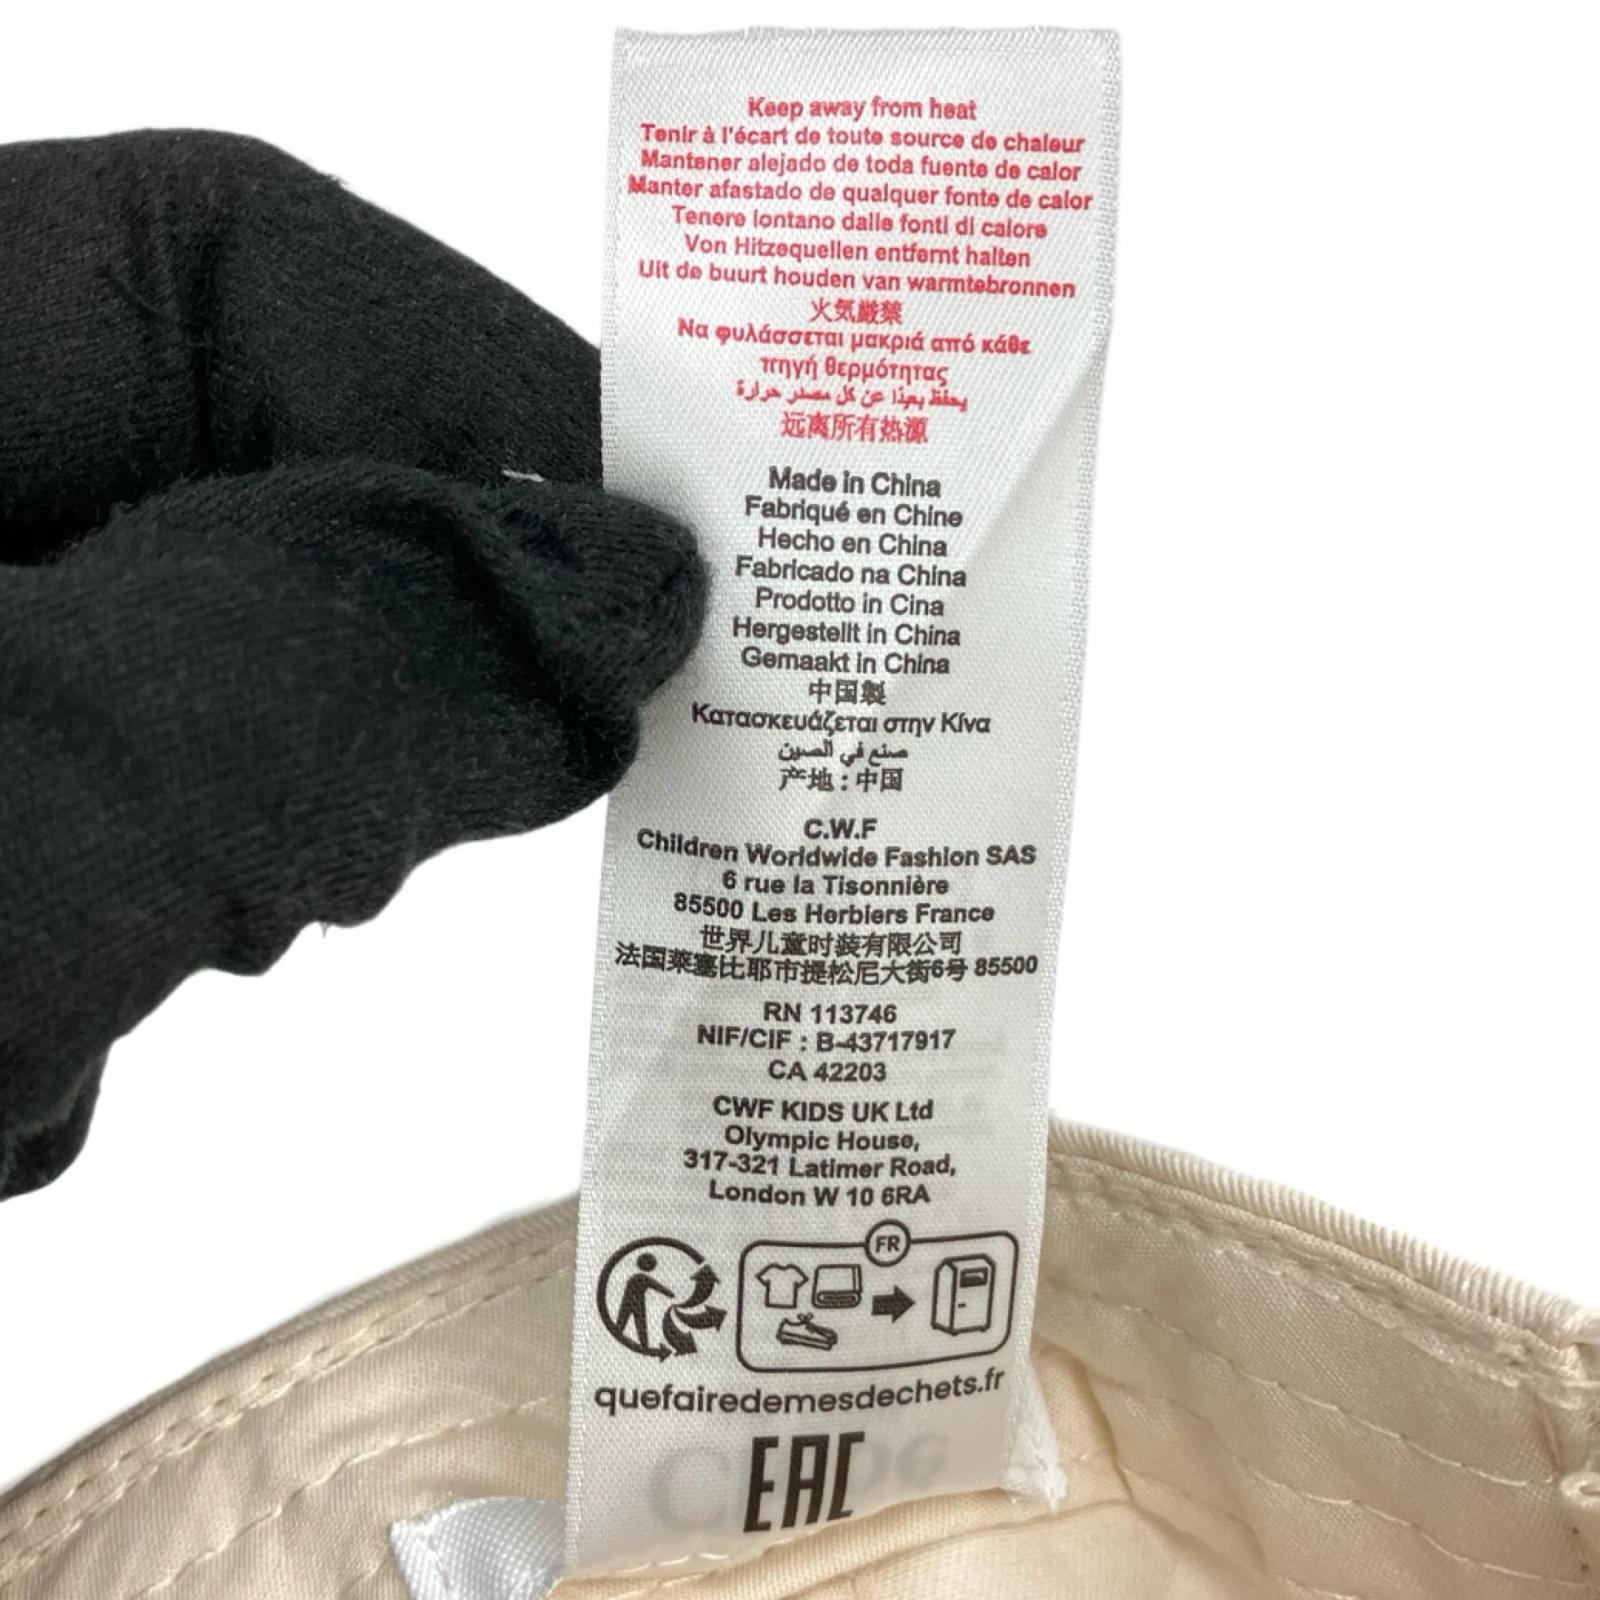 Keep away from heat
Tenir à l'écart de toute source de chaleur
Mantener alejado de toda fuente de calor
Manter afastado de qualquer fonte de calor
Tenere lontano dalle fonti di calore
Von Hitzequellen entfernt halten
Uit de buurt houden van warmtebronnen
火気厳禁
Να φυλάσσεται μακριά από κάθε
πηγή θερμότητας
يحفظ بعيدًا عن كل مصدر حرارة
远离所有热源
Made in China
Fabriqué en Chine
Hecho en China
Fabricado na China
Prodotto in Cina
Hergestellt in China
Gemaakt in China
中国製
Κατασκευάζεται στην Κίνα
صنع في الصين
产地 : 中国
C.W.F
Children Worldwide Fashion SAS
6 rue la Tisonnière
85500 Les Herbiers France
世界儿童时装有限公司
法国莱塞比耶市提松尼大街6号 85500
RN 113746
NIF/CIF : B-43717917
CA 42203
CWF KIDS UK Ltd
Olympic House,
317-321 Latimer Road,
London W 10 6RA
FR
quefairedemesdechets.fr
EAC